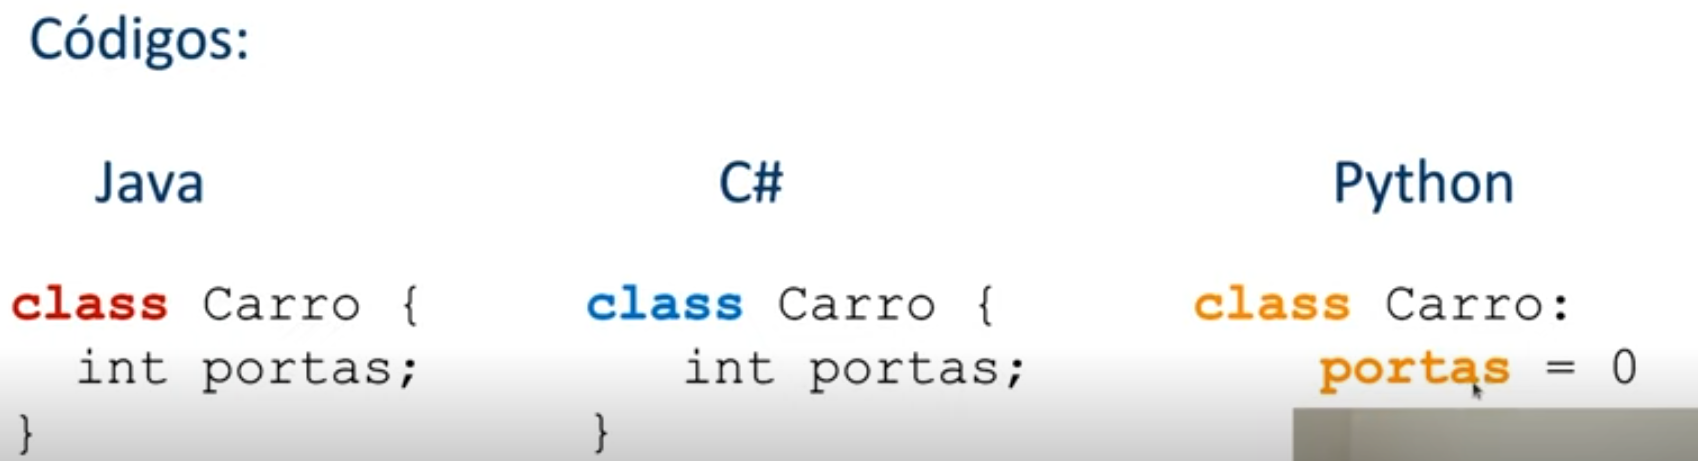 Códigos:
Java
class Carro {
int portas;
}
C#
class Carro {
int portas;
}
Python
class Carro:
portas = 0